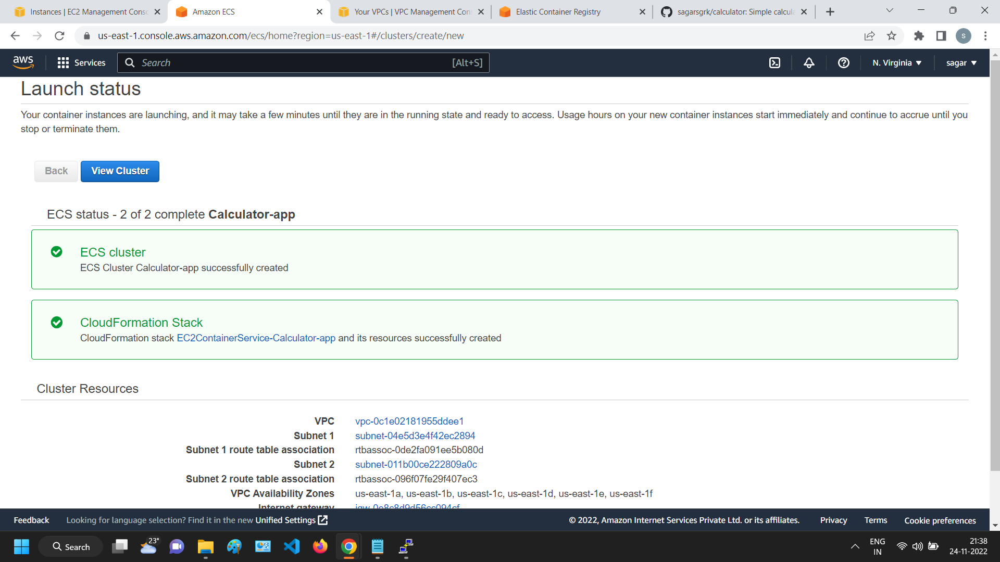 Instances | EC2 Management Consc
Amazon ECS
Your VPCs | VPC Management Con
Elastic Container Registry
sagarsgrk/calculator: Simple calcula
us-east-1.console.aws.amazon.com/ecs/home?region=us-east-1#/clusters/create/new
s
aws
Services
Search
[Alt+S]
N. Virginia
sagar
Launch status
Your container instances are launching, and it may take a few minutes until they are in the running state and ready to access. Usage hours on your new container instances start immediately and continue to accrue until you
stop or terminate them.
Back
View Cluster
ECS status - 2 of 2 complete Calculator-app
ECS cluster
ECS Cluster Calculator-app successfully created
CloudFormation Stack
CloudFormation stack EC2ContainerService-Calculator-app and its resources successfully created
Cluster Resources
VPC vpc-0c1e02181955ddee1
Subnet 1 subnet-04e5d3e4f42ec2894
Subnet 1 route table association rtbassoc-0de2fa091ee5b080d
Subnet 2 subnet-011b00ce222809a0c
Subnet 2 route table association rtbassoc-096f07fe29f407ec3
VPC Availability Zones us-east-1a, us-east-1b, us-east-1c, us-east-1d, us-east-1e, us-east-1f
Internet gateway
Feedback
Looking for language selection? Find it in the new Unified Settings
© 2022, Amazon Internet Services Private Ltd. or its affiliates.
Privacy
Terms
Cookie preferences
Search
23°
ENG
IN
21:38
24-11-2022